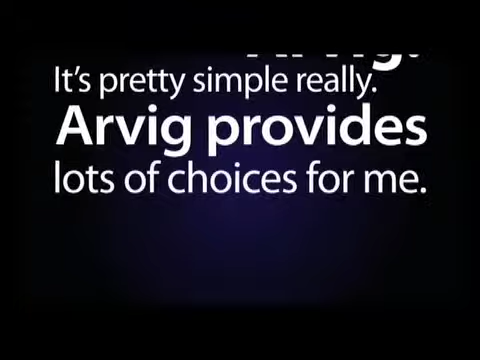 It's pretty simple really.
Arvig provides
lots of choices for me.